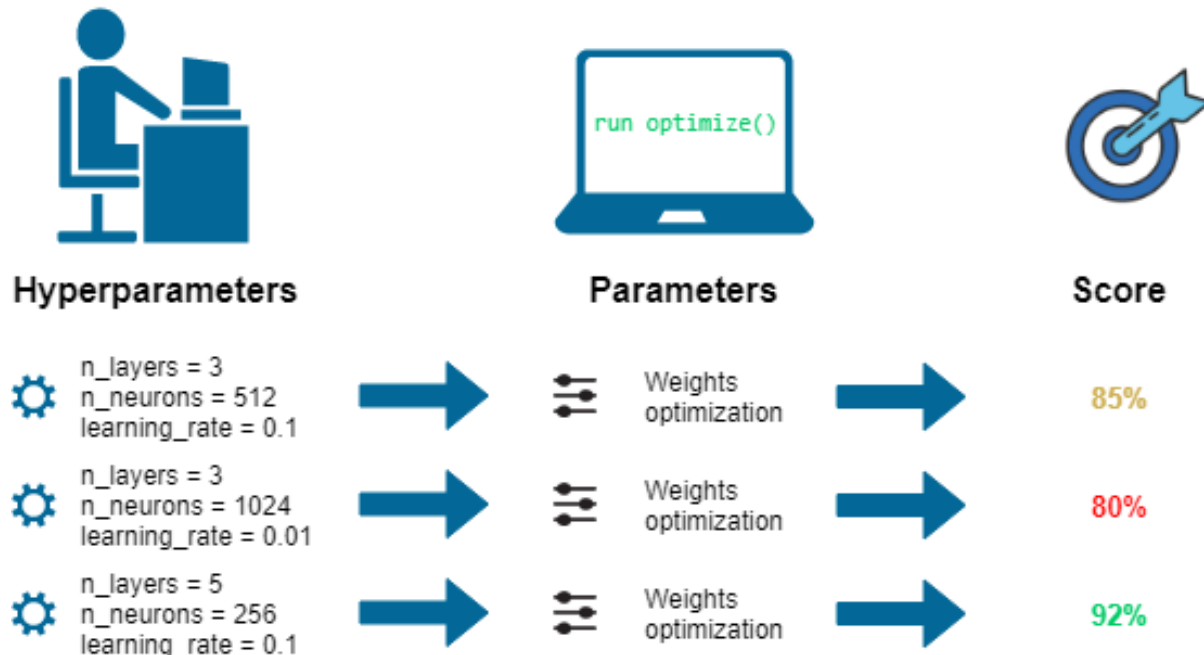 run optimize()
Hyperparameters
Parameters
Score
n_layers = 3
n_neurons = 512
learning_rate = 0.1
Weights
optimization
85%
n_layers = 3
n_neurons = 1024
learning_rate = 0.01
Weights
optimization
80%
n_layers = 5
n_neurons = 256
learning_rate = 0.1
Weights
optimization
92%